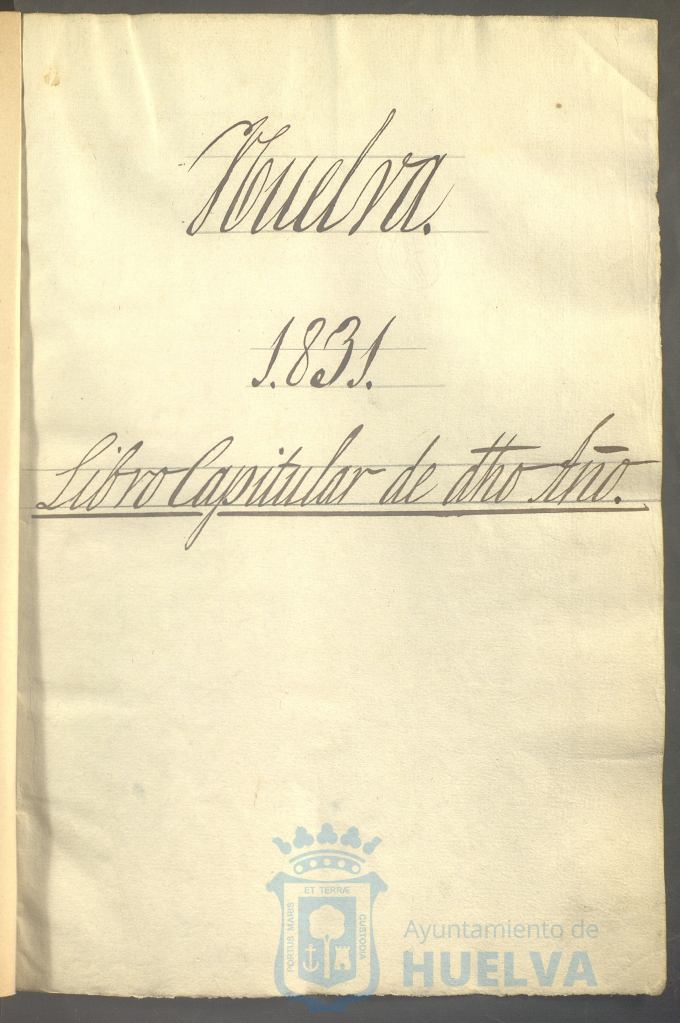 Huelva.
1.831.
Libro Capitular de dho Año.
ET TERRÆ
PORTUS MARIS
CUSTODIA
Ayuntamiento de
HUELVA